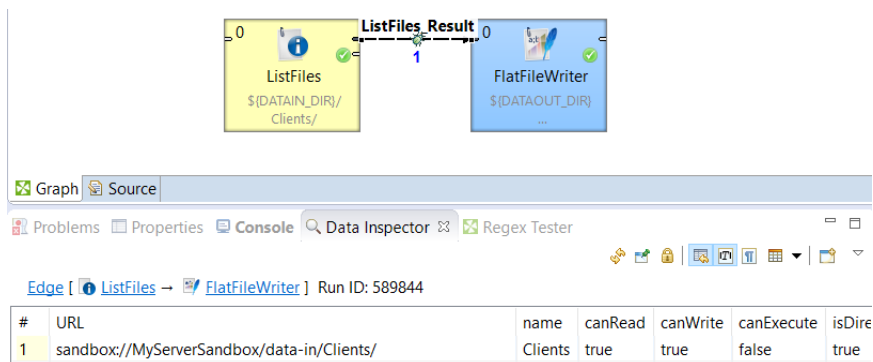 ListFiles_Result
0
0
1
ListFiles
FlatFileWriter
${DATAIN_DIR}/
Clients/
${DATAOUT_DIR}
...
Graph Source
Problems Properties Console Data Inspector Regex Tester
Edge [ ListFiles → FlatFileWriter ] Run ID: 589844
# URL name canRead canWrite canExecute isDire
1 sandbox://MyServerSandbox/data-in/Clients/ Clients true true false true